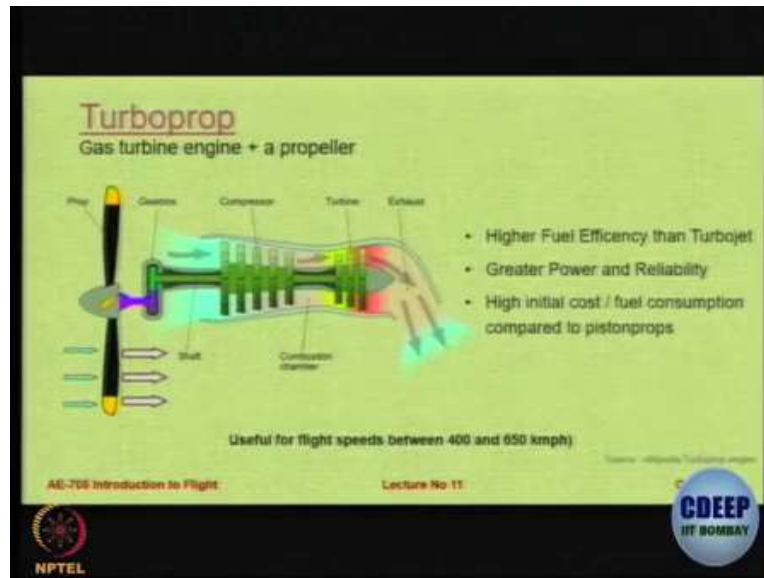 Turboprop
Gas turbine engine + a propeller
Prop
Gearbox
Compressor
Turbine
Exhaust
Shaft
Combustion
chamber
• Higher Fuel Efficency than Turbojet
• Greater Power and Reliability
• High initial cost / fuel consumption
compared to pistonprops
Useful for flight speeds between 400 and 650 kmph)
AE-708 Introduction to Flight
Lecture No 11
CDEEP
IIT BOMBAY
NPTEL